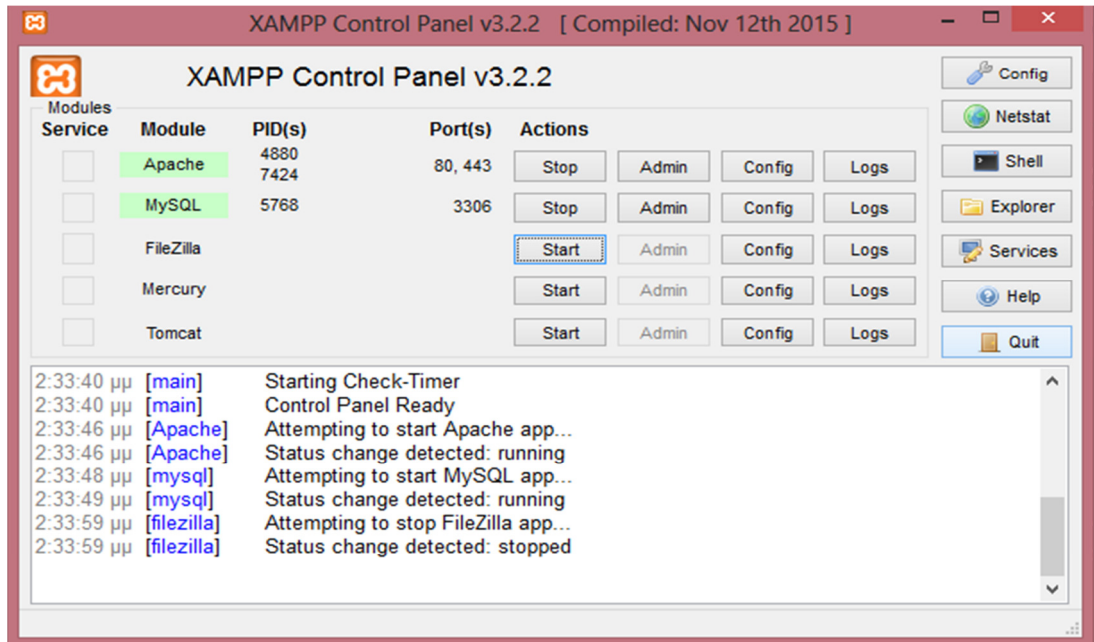 XAMPP Control Panel v3.2.2 [ Compiled: Nov 12th 2015 ]
XAMPP Control Panel v3.2.2
Config
Modules
Service Module PID(s) Port(s) Actions
Netstat
Apache 4880 7424 80, 443 Stop Admin Config Logs
Shell
MySQL 5768 3306 Stop Admin Config Logs
Explorer
FileZilla Start Admin Config Logs
Services
Mercury Start Admin Config Logs
Help
Tomcat Start Admin Config Logs
Quit
2:33:40 μμ [main] Starting Check-Timer
2:33:40 μμ [main] Control Panel Ready
2:33:46 μμ [Apache] Attempting to start Apache app...
2:33:46 μμ [Apache] Status change detected: running
2:33:48 μμ [mysql] Attempting to start MySQL app...
2:33:49 μμ [mysql] Status change detected: running
2:33:59 μμ [filezilla] Attempting to stop FileZilla app...
2:33:59 μμ [filezilla] Status change detected: stopped